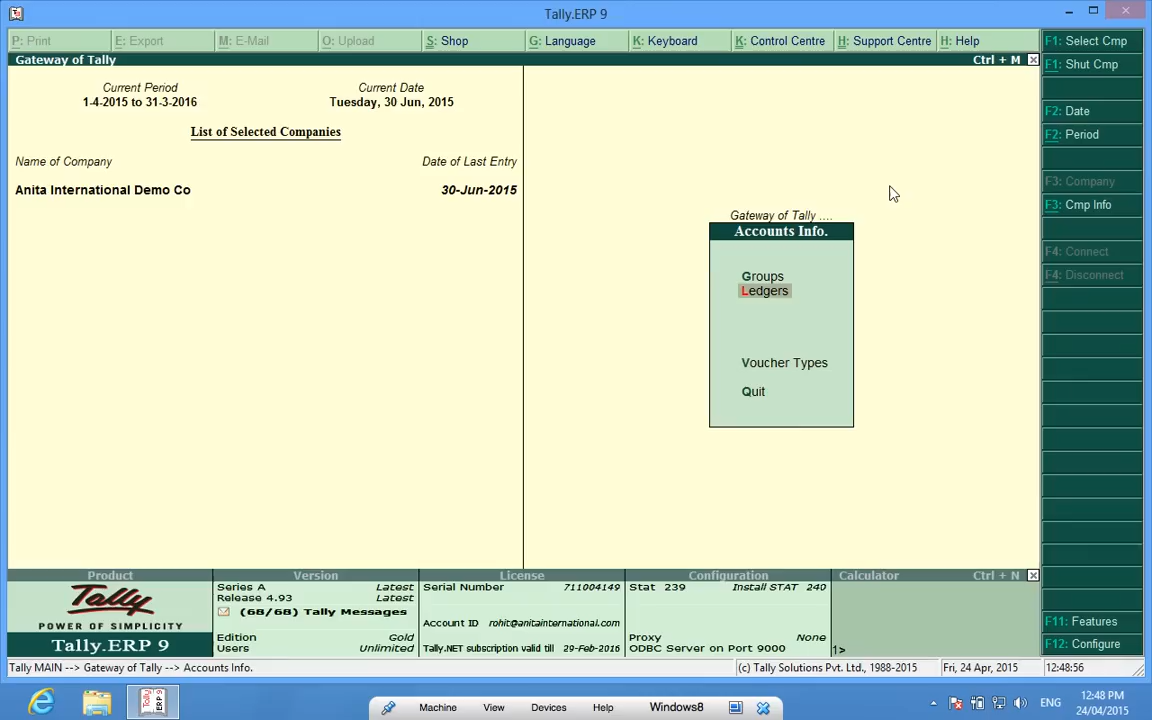 Tally.ERP 9
P: Print E: Export M: E-Mail O: Upload S: Shop G: Language K: Keyboard K: Control Centre H: Support Centre H: Help
F1: Select Cmp
F1: Shut Cmp
F2: Date
F2: Period
F3: Company
F3: Cmp Info
F4: Connect
F4: Disconnect
F11: Features
F12: Configure
Gateway of Tally Ctrl + M
Current Period Current Date
1-4-2015 to 31-3-2016 Tuesday, 30 Jun, 2015
List of Selected Companies
Name of Company Date of Last Entry
Anita International Demo Co 30-Jun-2015
Gateway of Tally ....
Accounts Info.
Groups
Ledgers
Voucher Types
Quit
Product Version License Configuration Calculator Ctrl + N
Tally
POWER OF SIMPLICITY
Tally.ERP 9
Series A Latest
Release 4.93 Latest
(68/68) Tally Messages
Edition Gold
Users Unlimited
Serial Number 711004149
Account ID rohit@anitainternational.com
Tally.NET subscription valid till 29-Feb-2016
Stat 239 Install STAT 240
Proxy None
ODBC Server on Port 9000
1>
Tally MAIN --> Gateway of Tally --> Accounts Info. (c) Tally Solutions Pvt. Ltd., 1988-2015 Fri, 24 Apr, 2015 12:48:56
Tally ERP 9
Machine View Devices Help Windows8
ENG
12:48 PM
24/04/2015